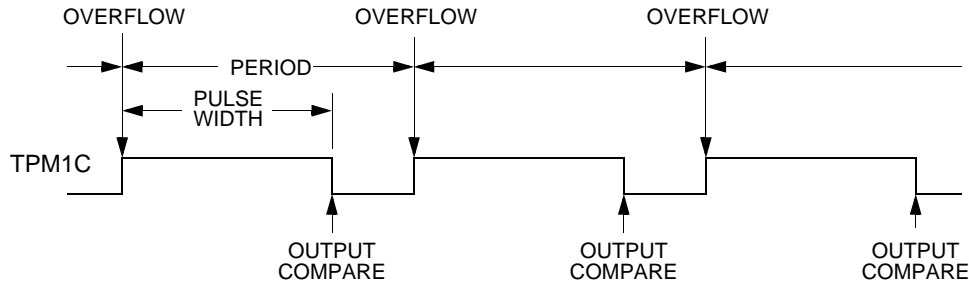 OVERFLOW
OVERFLOW
OVERFLOW
PERIOD
PULSE
WIDTH
TPM1C
OUTPUT
COMPARE
OUTPUT
COMPARE
OUTPUT
COMPARE